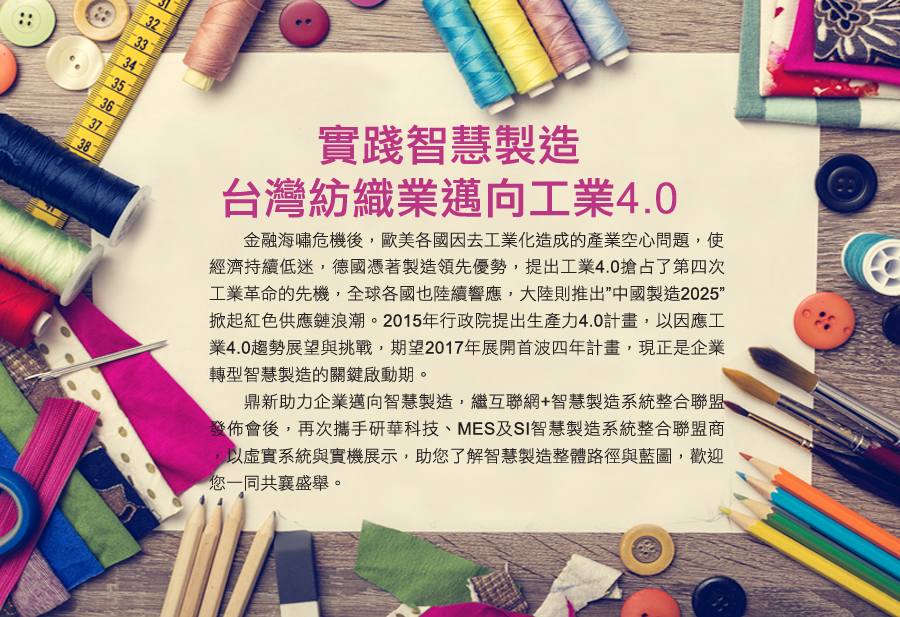 31
32
33
34
35
36
37
38
實踐智慧製造
台灣紡織業邁向工業4.0
金融海嘯危機後，歐美各國因去工業化造成的產業空心問題，使
經濟持續低迷，德國憑著製造領先優勢，提出工業4.0搶占了第四次
工業革命的先機，全球各國也陸續響應，大陸則推出”中國製造2025”
掀起紅色供應鏈浪潮。2015年行政院提出生產力4.0計畫，以因應工
業4.0趨勢展望與挑戰，期望2017年展開首波四年計畫，現正是企業
轉型智慧製造的關鍵啟動期。
鼎新助力企業邁向智慧製造，繼互聯網+智慧製造系統整合聯盟
發佈會後，再次攜手研華科技、MES及SI智慧製造系統整合聯盟商
，以虛實系統與實機展示，助您了解智慧製造整體路徑與藍圖，歡迎
您一同共襄盛舉。